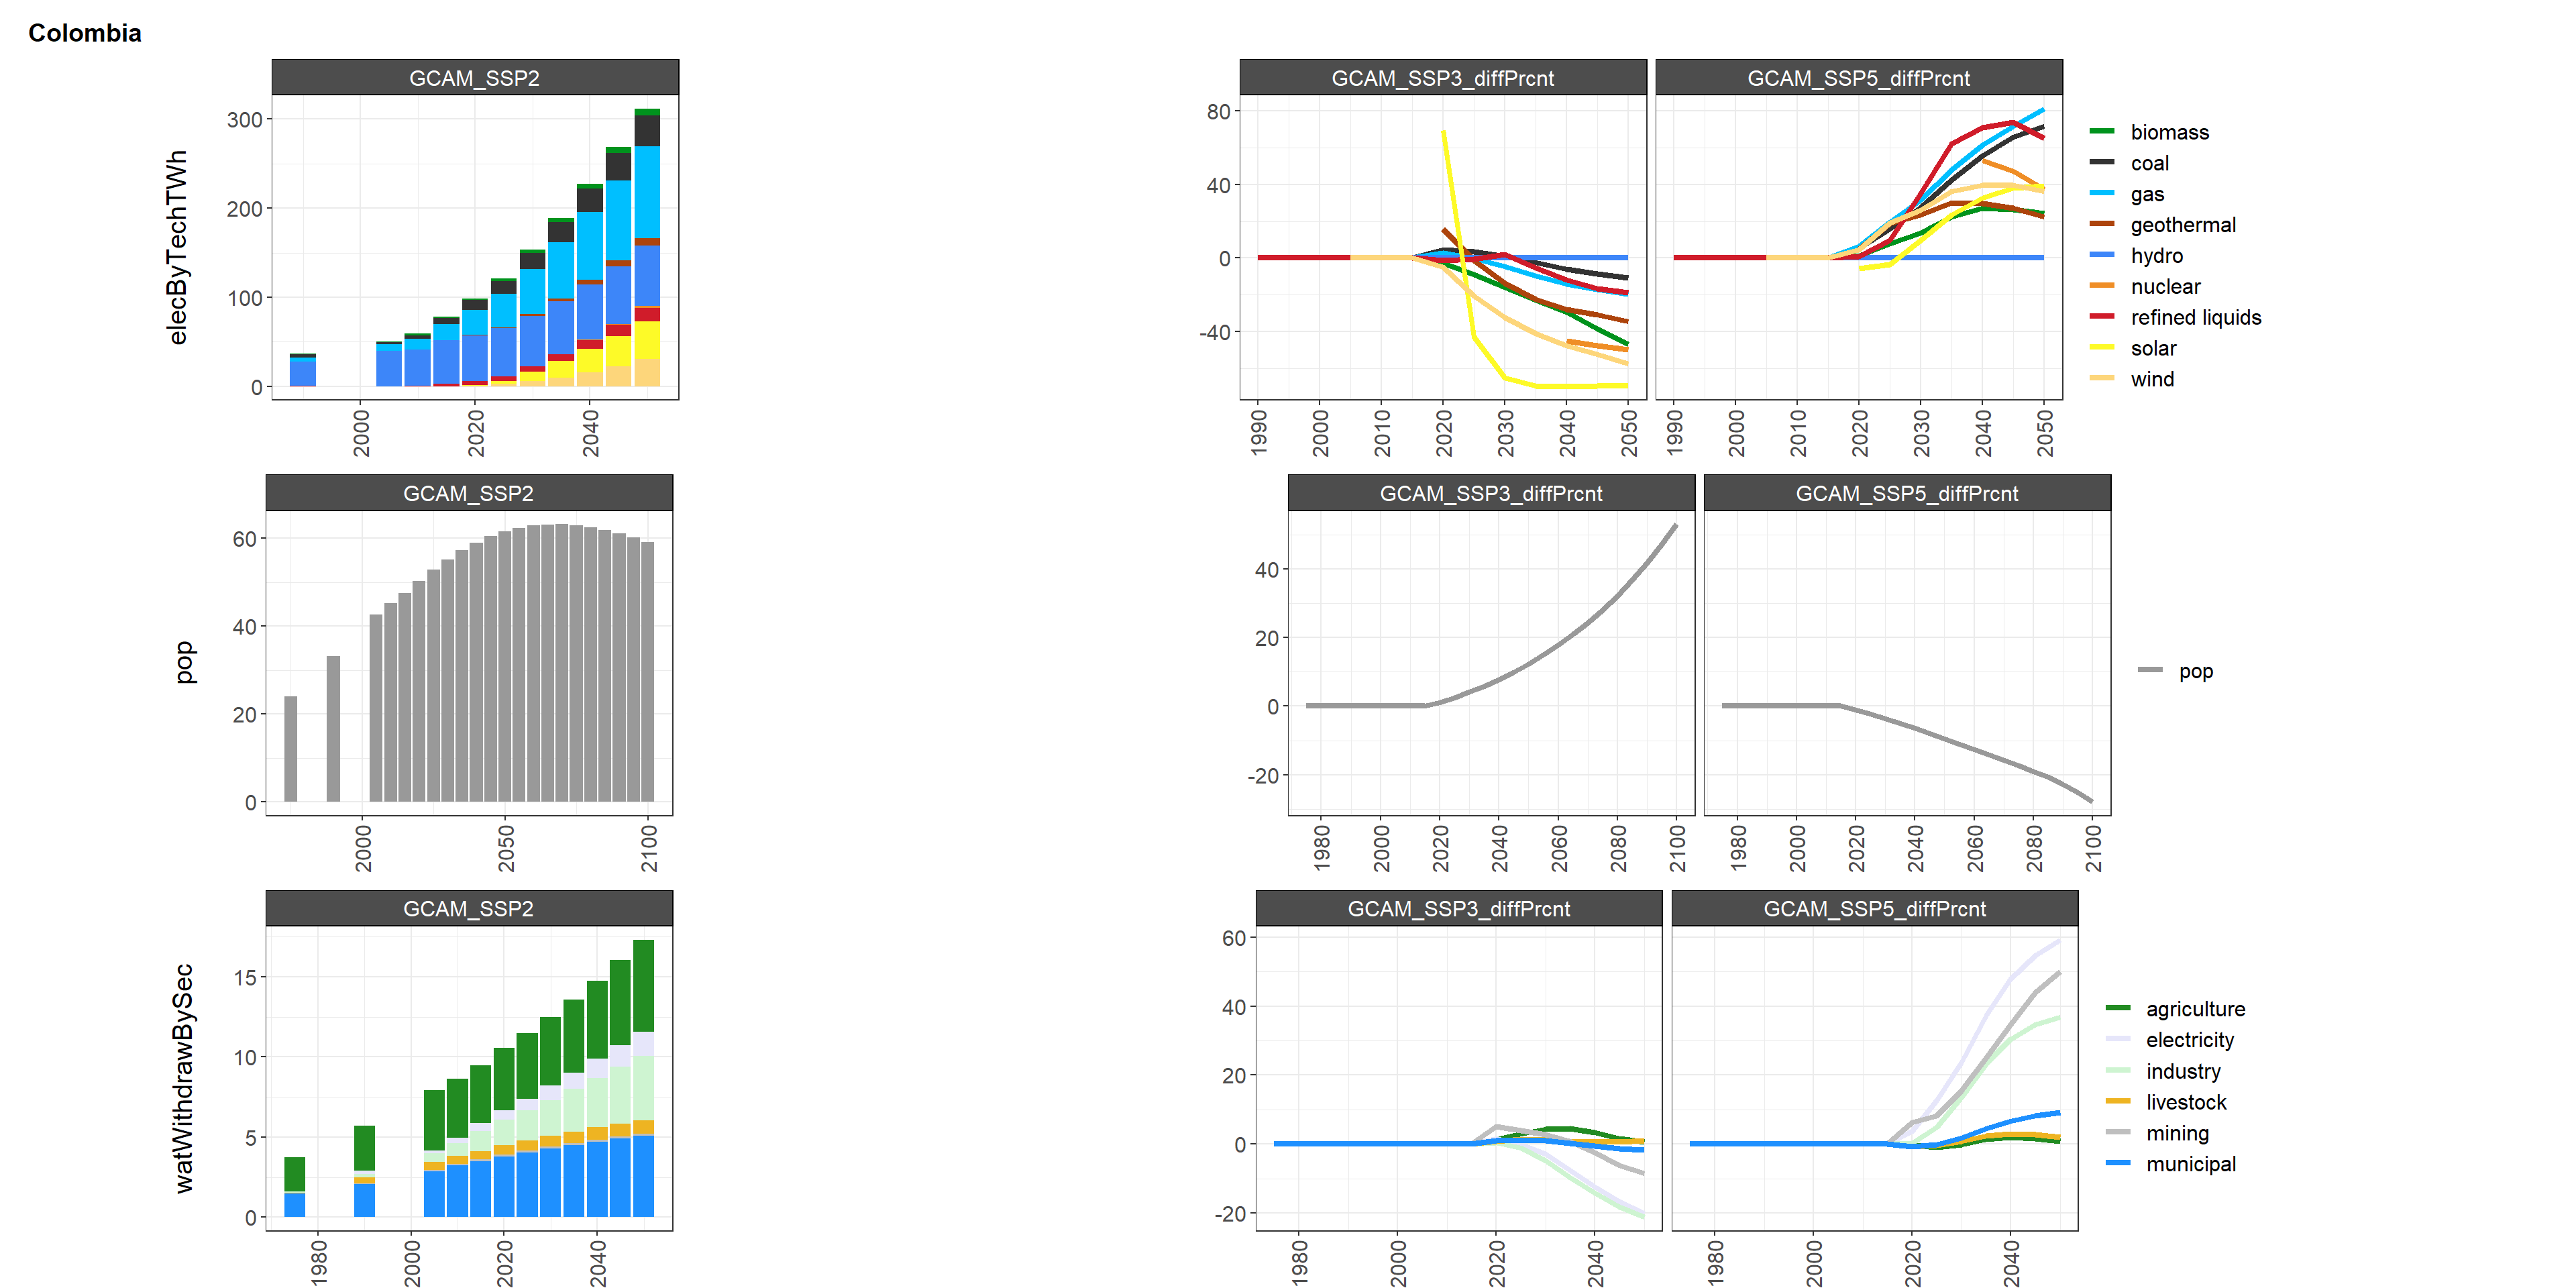 Colombia
GCAM_SSP2
elecByTechTWh
300
200
100
0
2000
2020
2040
GCAM_SSP3_diffPrcnt
GCAM_SSP5_diffPrcnt
80
40
0
-40
1990
2000
2010
2020
2030
2040
2050
1990
2000
2010
2020
2030
2040
2050
biomass
coal
gas
geothermal
hydro
nuclear
refined liquids
solar
wind
GCAM_SSP2
pop
60
40
20
0
2000
2050
2100
GCAM_SSP3_diffPrcnt
GCAM_SSP5_diffPrcnt
40
20
0
-20
1980
2000
2020
2040
2060
2080
2100
1980
2000
2020
2040
2060
2080
2100
pop
GCAM_SSP2
watWithdrawBySec
15
10
5
0
1980
2000
2020
2040
GCAM_SSP3_diffPrcnt
GCAM_SSP5_diffPrcnt
60
40
20
0
-20
1980
2000
2020
2040
1980
2000
2020
2040
agriculture
electricity
industry
livestock
mining
municipal